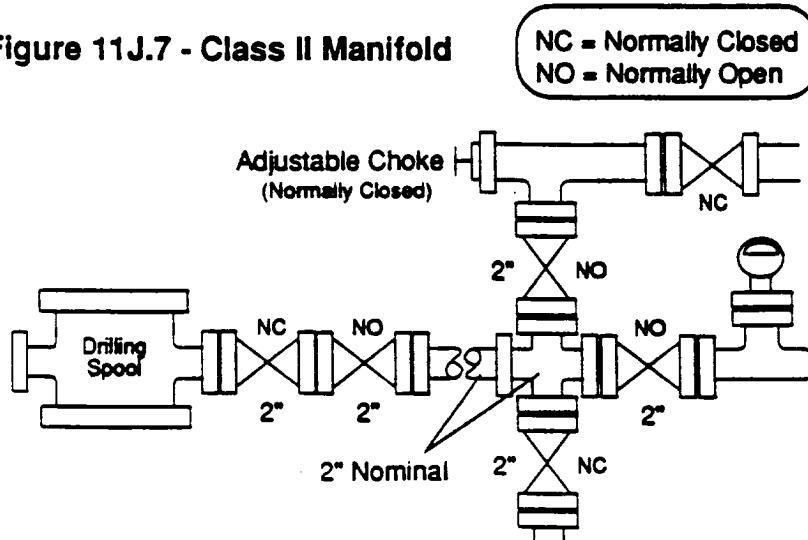 Figure 11J.7 - Class II Manifold
NC = Normally Closed
NO = Normally Open
Adjustable Choke
(Normally Closed)
NC
2" NO
Drilling
Spool
NC NO
2" 2"
NO
2"
2" Nominal
2" NC